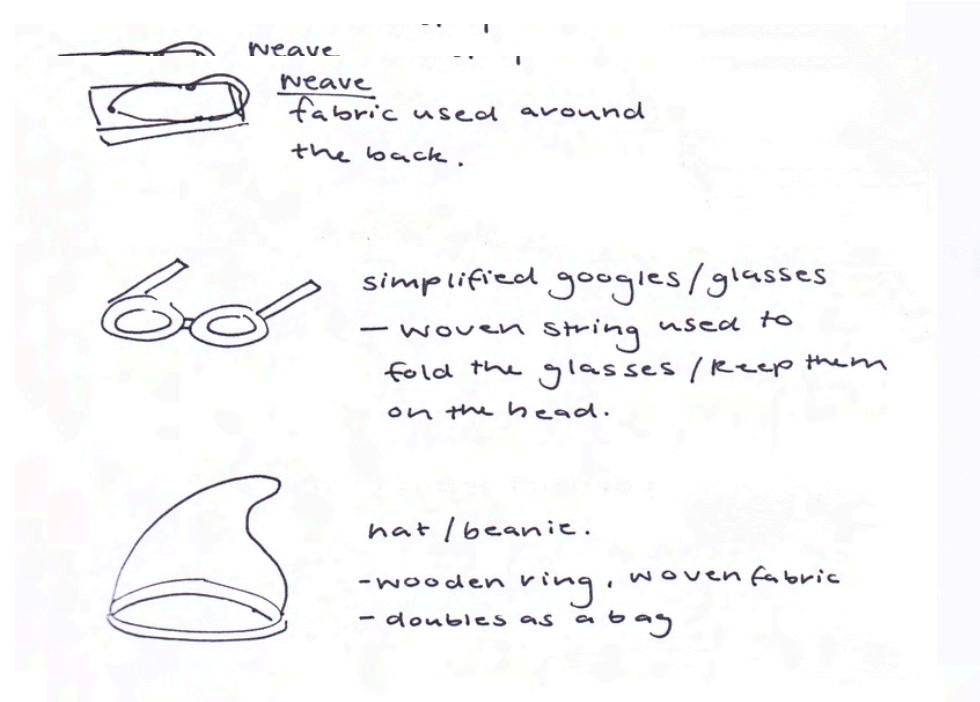 weave
weave
fabric used around
the back.
simplified googles/glasses
- woven string used to
fold the glasses/keep them
on the head.
hat/beanie.
- wooden ring, woven fabric
- doubles as a bag